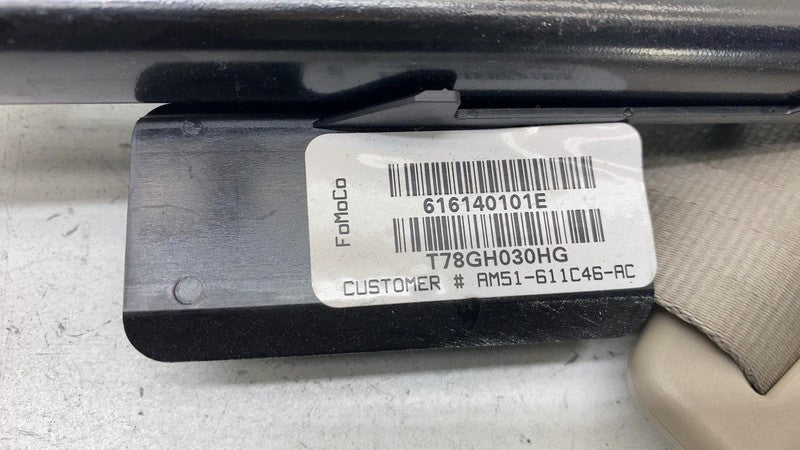 FoMoCo
616140101E
T78GH030HG
CUSTOMER # AM51-611C46-AC